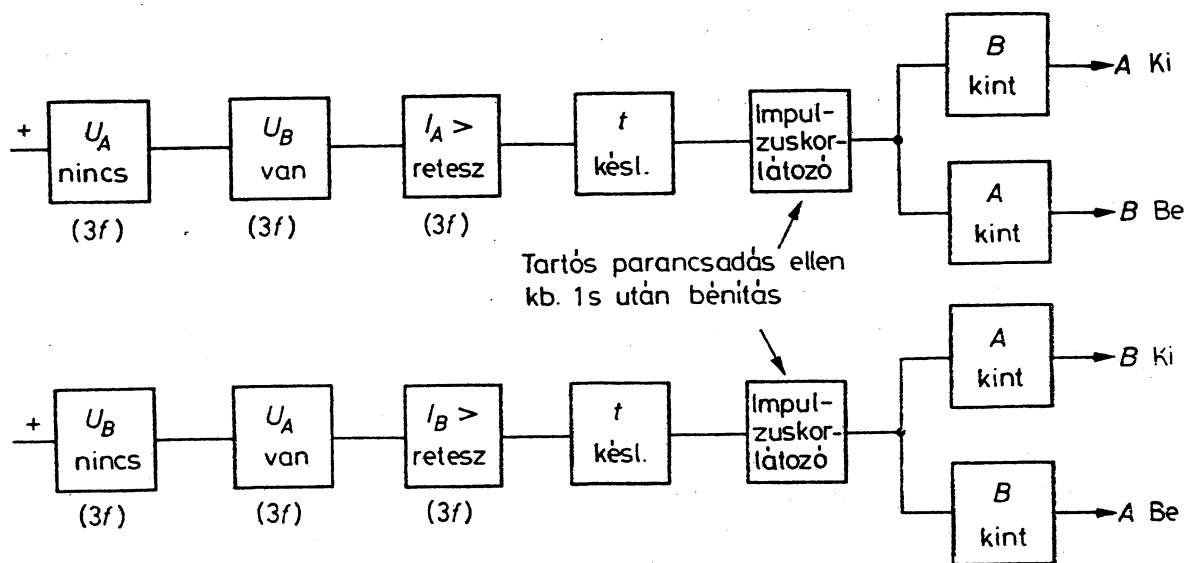 +
U_A
nincs
(3f)
U_B
van
(3f)
I_A >
retesz
(3f)
t
késl.
Impul-
zuskor-
látozó
B
kint
A Ki
A
kint
B Be
Tartós parancsadás ellen
kb. 1s után bénítás
+
U_B
nincs
(3f)
U_A
van
(3f)
I_B >
retesz
(3f)
t
késl.
Impul-
zuskor-
látozó
A
kint
B Ki
B
kint
A Be